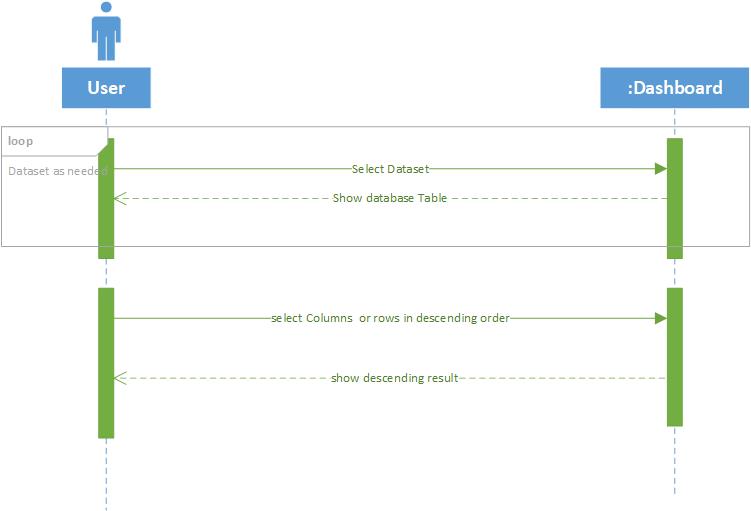 User
:Dashboard
loop
Dataset as needed
Select Dataset
Show database Table
select Columns or rows in descending order
show descending result